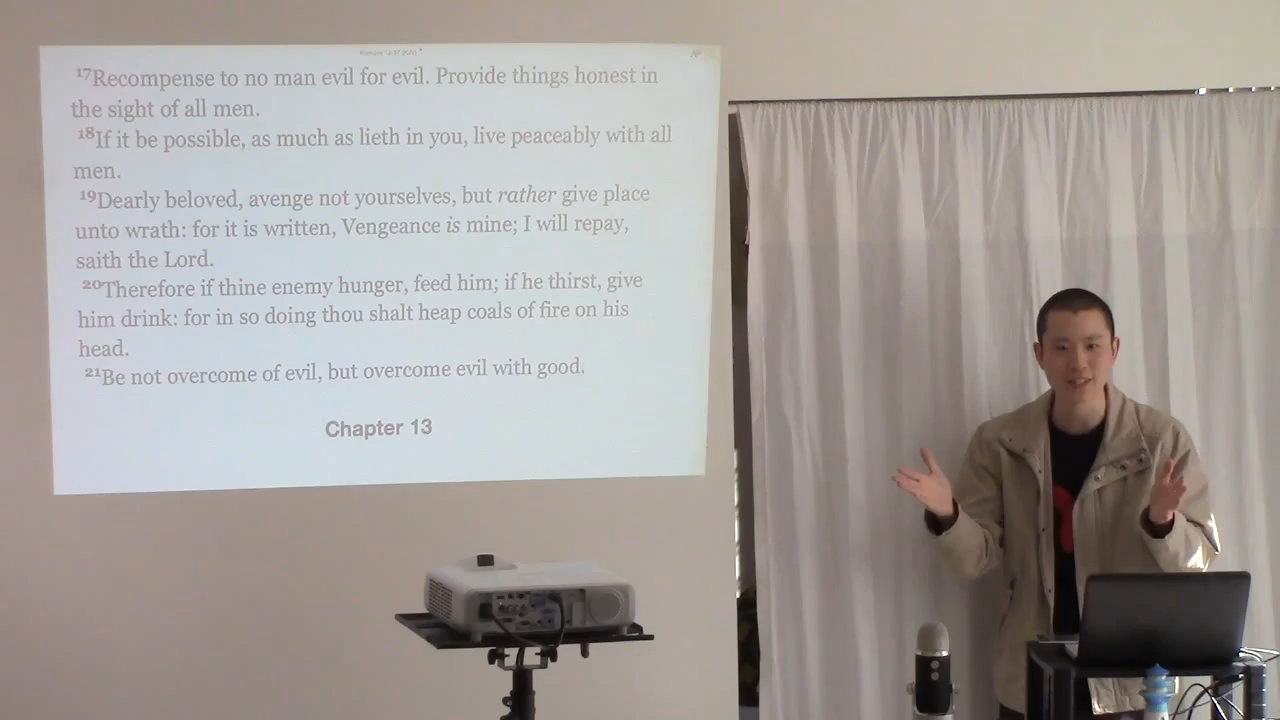 ¹⁷Recompense to no man evil for evil. Provide things honest in
the sight of all men.
¹⁸If it be possible, as much as lieth in you, live peaceably with all
men.
¹⁹Dearly beloved, avenge not yourselves, but rather give place
unto wrath: for it is written, Vengeance is mine; I will repay,
saith the Lord.
²⁰Therefore if thine enemy hunger, feed him; if he thirst, give
him drink: for in so doing thou shalt heap coals of fire on his
head.
²¹Be not overcome of evil, but overcome evil with good.
Chapter 13